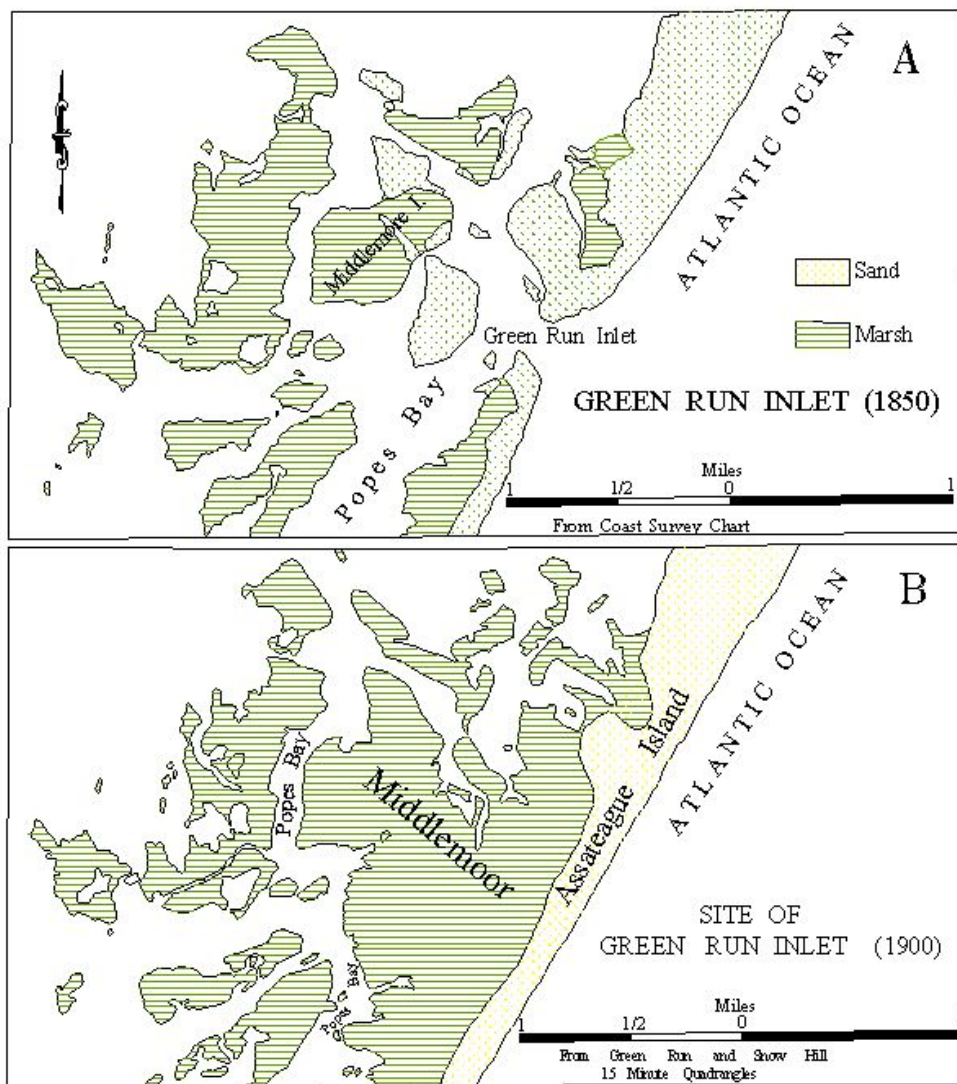 A
ATLANTIC OCEAN
Middlemore I.
Sand
Green Run Inlet
Marsh
Popes Bay
GREEN RUN INLET (1850)
Miles
1 1/2 0 1
From Coast Survey Chart
B
ATLANTIC OCEAN
Assateague Island
Popes Bay
Middlemoor
SITE OF
GREEN RUN INLET (1900)
Popes Bay
Miles
1 1/2 0 1
From Green Run and Snow Hill
15 Minute Quadrangles